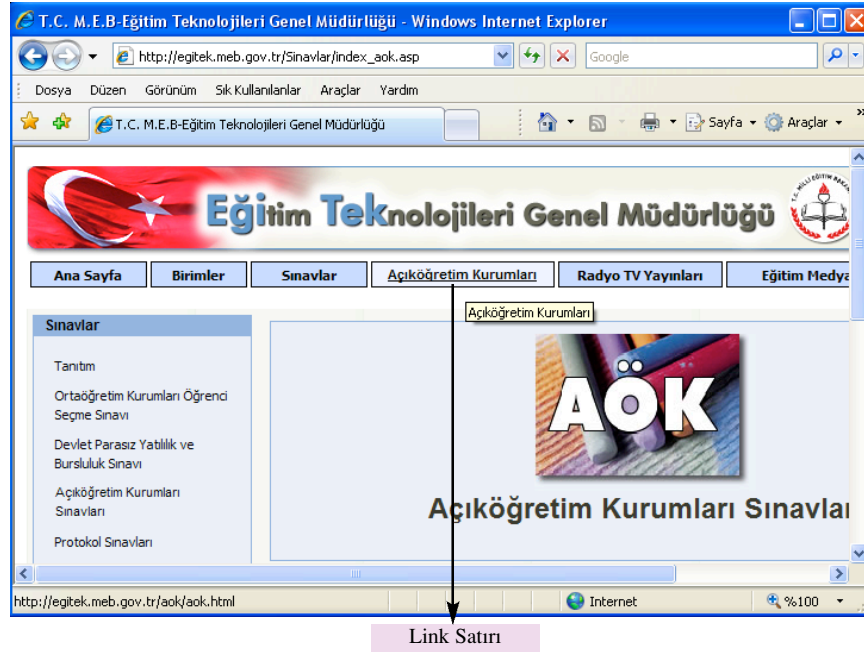 T.C. M.E.B-Eğitim Teknolojileri Genel Müdürlüğü - Windows Internet Explorer
http://egitek.meb.gov.tr/Sinavlar/index_aok.asp
Google
Dosya Düzen Görünüm Sık Kullanılanlar Araçlar Yardım
T.C. M.E.B-Eğitim Teknolojileri Genel Müdürlüğü
Sayfa
Araçlar
Eğitim Teknolojileri Genel Müdürlüğü
Ana Sayfa
Birimler
Sınavlar
Açıköğretim Kurumları
Radyo TV Yayınları
Eğitim Medya
Açıköğretim Kurumları
Sınavlar
Tanıtım
Ortaöğretim Kurumları Öğrenci
Seçme Sınavı
Devlet Parasız Yatılılık ve
Bursluluk Sınavı
Açıköğretim Kurumları
Sınavları
Protokol Sınavları
AÖK
Açıköğretim Kurumları Sınavlar
http://egitek.meb.gov.tr/aok/aok.html
Internet
%100
Link Satırı